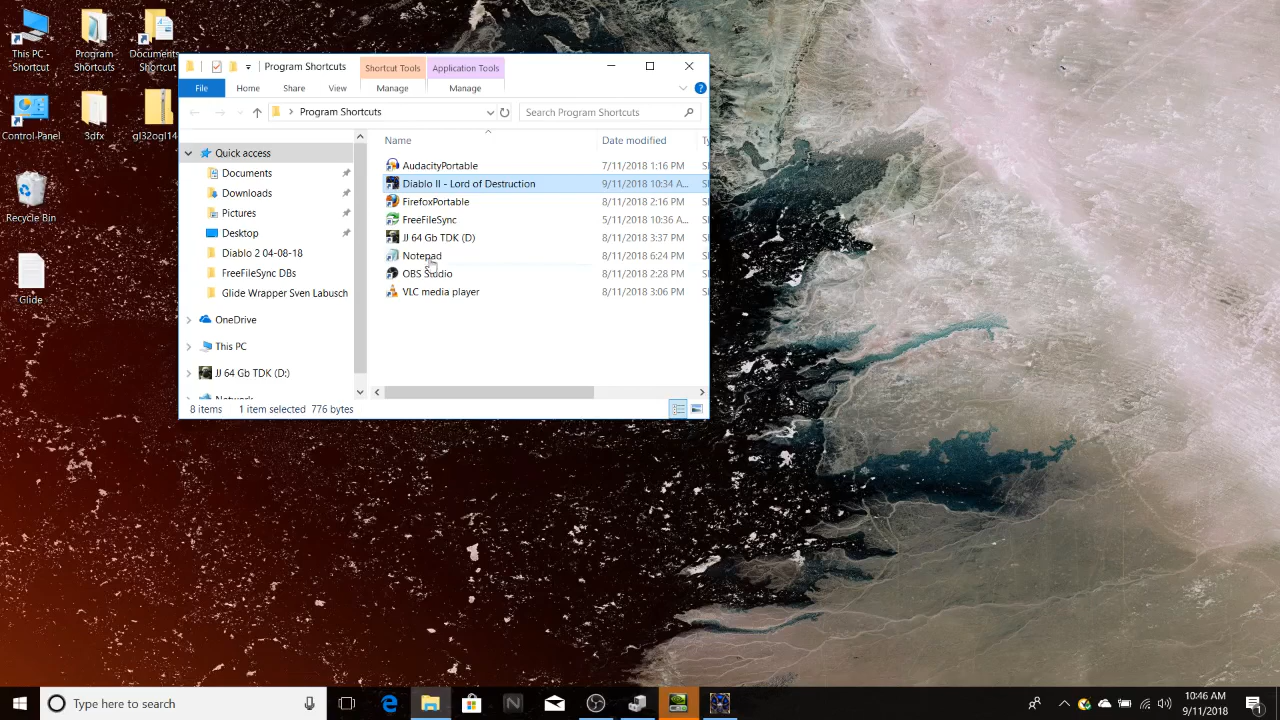 This PC - Shortcut
Program Shortcuts
Documents Shortcut
Control-Panel
3dfx
gl32ogl14
Recycle Bin
Glide
Program Shortcuts
Shortcut Tools
Application Tools
File
Home
Share
View
Manage
Manage
Program Shortcuts
Search Program Shortcuts
Name
Date modified
Quick access
Documents
Downloads
Pictures
Desktop
Diablo 2 04-08-18
FreeFileSync DBs
Glide Wrapper Sven Labusch
OneDrive
This PC
JJ 64 Gb TDK (D:)
Network
AudacityPortable 7/11/2018 1:16 PM
Diablo Ii - Lord of Destruction 9/11/2018 10:34 A...
FirefoxPortable 8/11/2018 2:16 PM
FreeFileSync 5/11/2018 10:36 A...
JJ 64 Gb TDK (D) 8/11/2018 3:37 PM
Notepad 8/11/2018 6:24 PM
OBS Studio 8/11/2018 2:28 PM
VLC media player 8/11/2018 3:06 PM
8 items 1 item selected 776 bytes
Type here to search
10:46 AM
9/11/2018
1